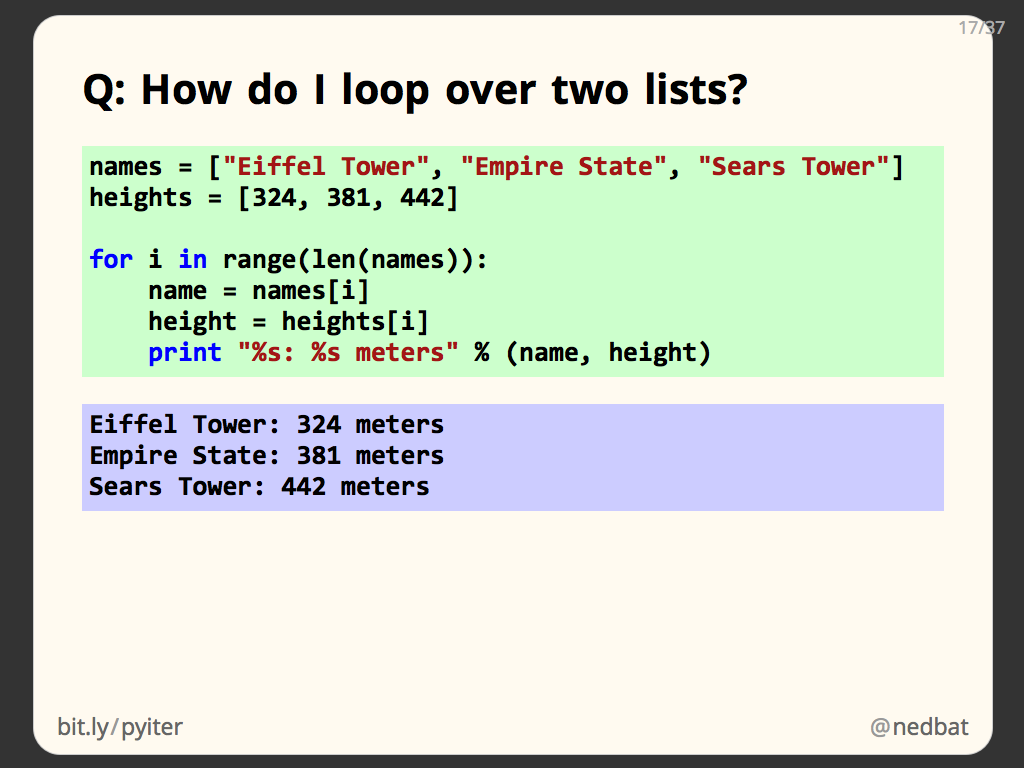 17/37
Q: How do I loop over two lists?
names = ["Eiffel Tower", "Empire State", "Sears Tower"]
heights = [324, 381, 442]
for i in range(len(names)):
    name = names[i]
    height = heights[i]
    print "%s: %s meters" % (name, height)
Eiffel Tower: 324 meters
Empire State: 381 meters
Sears Tower: 442 meters
bit.ly/pyiter
@nedbat